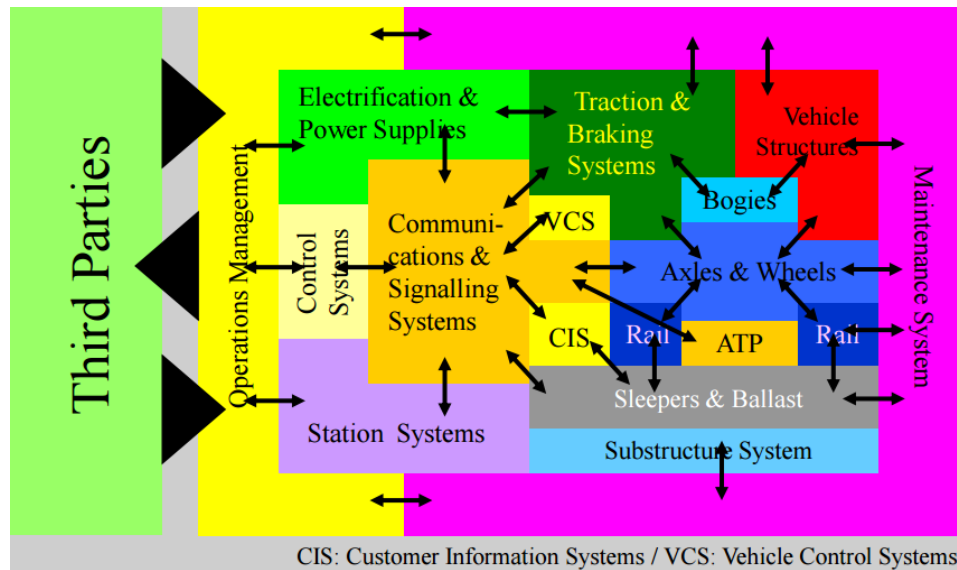 Third Parties
Operations Management
Electrification &
Power Supplies
Traction &
Braking
Systems
Vehicle
Structures
Bogies
Communi-
cations &
Signalling
Systems
VCS
Control
Systems
Axles & Wheels
CIS
Rail
ATP
Rail
Sleepers & Ballast
Station Systems
Substructure System
Maintenance System
CIS: Customer Information Systems / VCS: Vehicle Control Systems